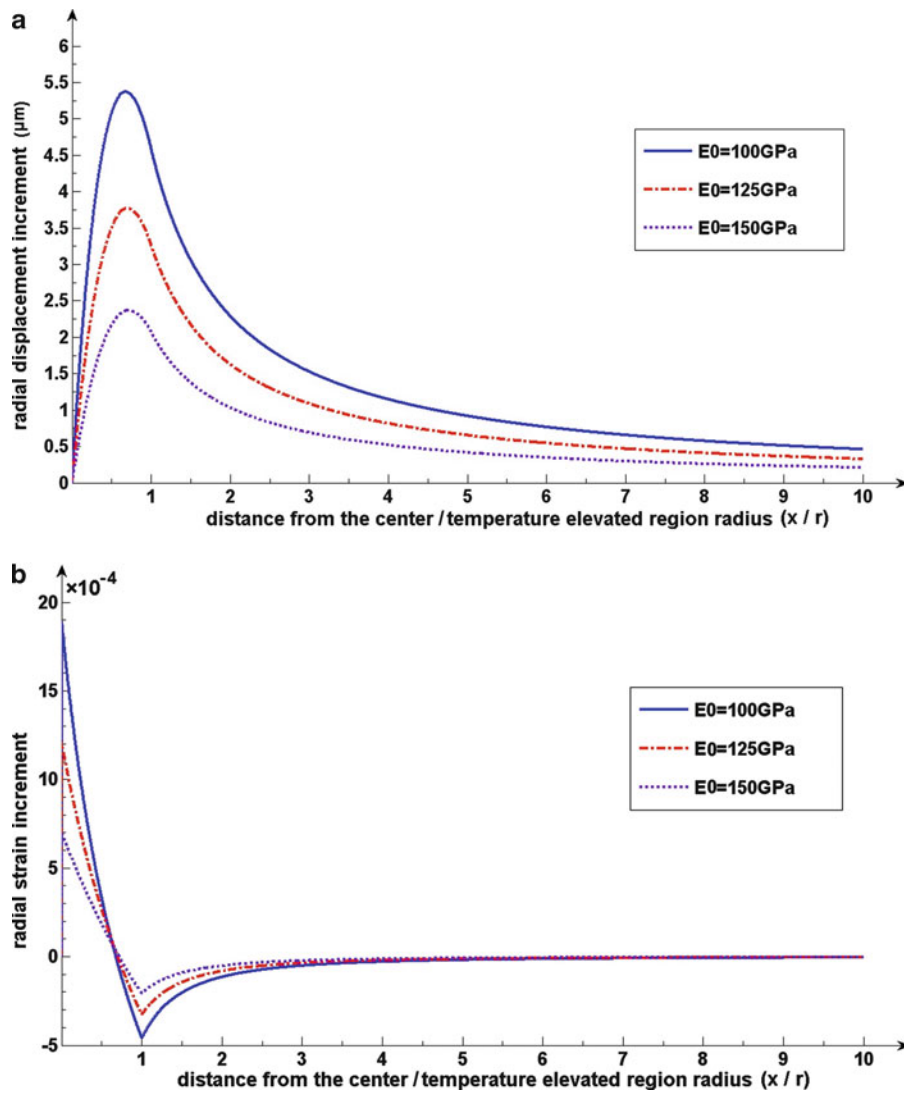 a
6
5.5
5
4.5
4
3.5
3
2.5
2
1.5
1
0.5
0
radial displacement increment (μm)
E0=100GPa
E0=125GPa
E0=150GPa
1 2 3 4 5 6 7 8 9 10
distance from the center / temperature elevated region radius (x / r)
b
×10⁻⁴
20
15
10
5
0
-5
radial strain increment
E0=100GPa
E0=125GPa
E0=150GPa
1 2 3 4 5 6 7 8 9 10
distance from the center / temperature elevated region radius (x / r)